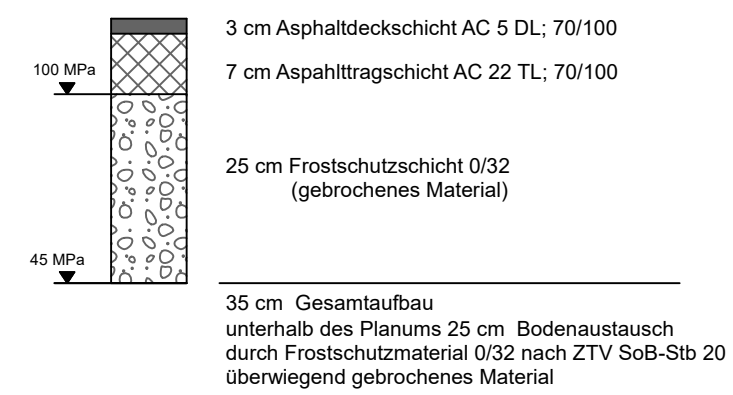 3 cm Asphaltdeckschicht AC 5 DL; 70/100
100 MPa
7 cm Aspahlttragschicht AC 22 TL; 70/100
25 cm Frostschutzschicht 0/32
(gebrochenes Material)
45 MPa
35 cm Gesamtaufbau
unterhalb des Planums 25 cm Bodenaustausch
durch Frostschutzmaterial 0/32 nach ZTV SoB-Stb 20
überwiegend gebrochenes Material